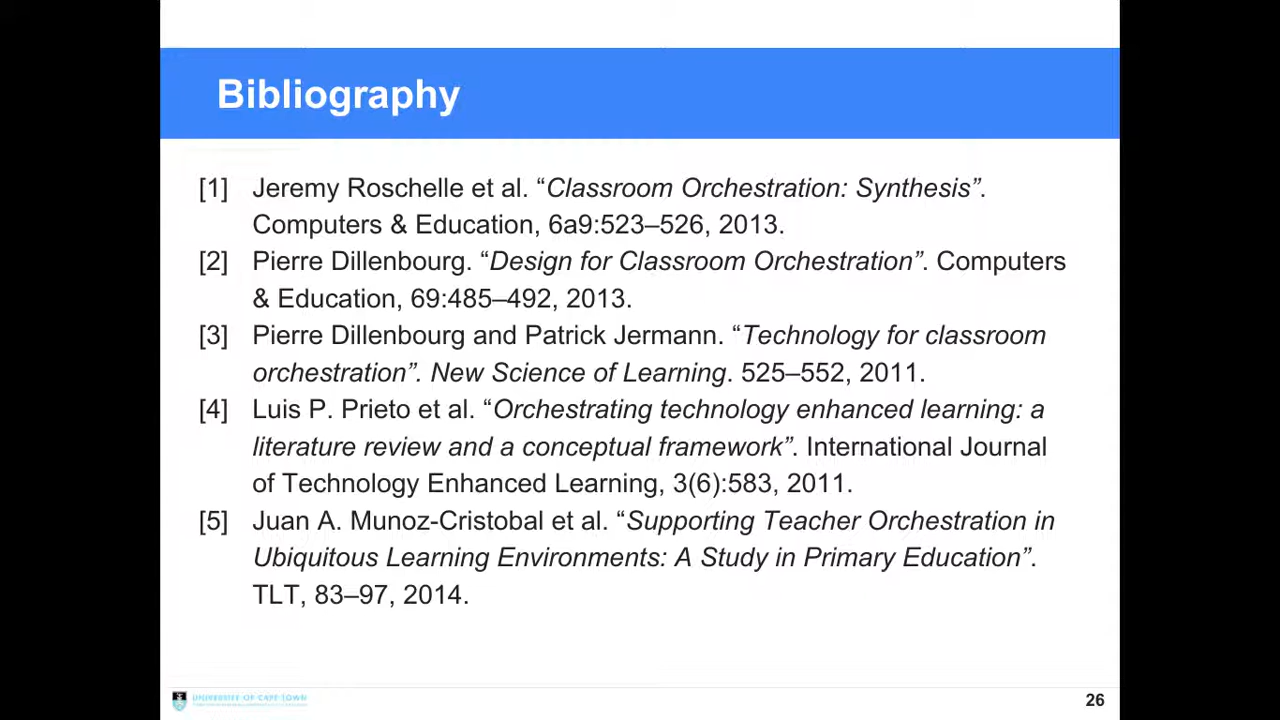 Bibliography
[1] Jeremy Roschelle et al. “Classroom Orchestration: Synthesis”.
Computers & Education, 6a9:523–526, 2013.
[2] Pierre Dillenbourg. “Design for Classroom Orchestration”. Computers
& Education, 69:485–492, 2013.
[3] Pierre Dillenbourg and Patrick Jermann. “Technology for classroom
orchestration”. New Science of Learning. 525–552, 2011.
[4] Luis P. Prieto et al. “Orchestrating technology enhanced learning: a
literature review and a conceptual framework”. International Journal
of Technology Enhanced Learning, 3(6):583, 2011.
[5] Juan A. Munoz-Cristobal et al. “Supporting Teacher Orchestration in
Ubiquitous Learning Environments: A Study in Primary Education”.
TLT, 83–97, 2014.
UNIVERSITY OF CAPE TOWN
26